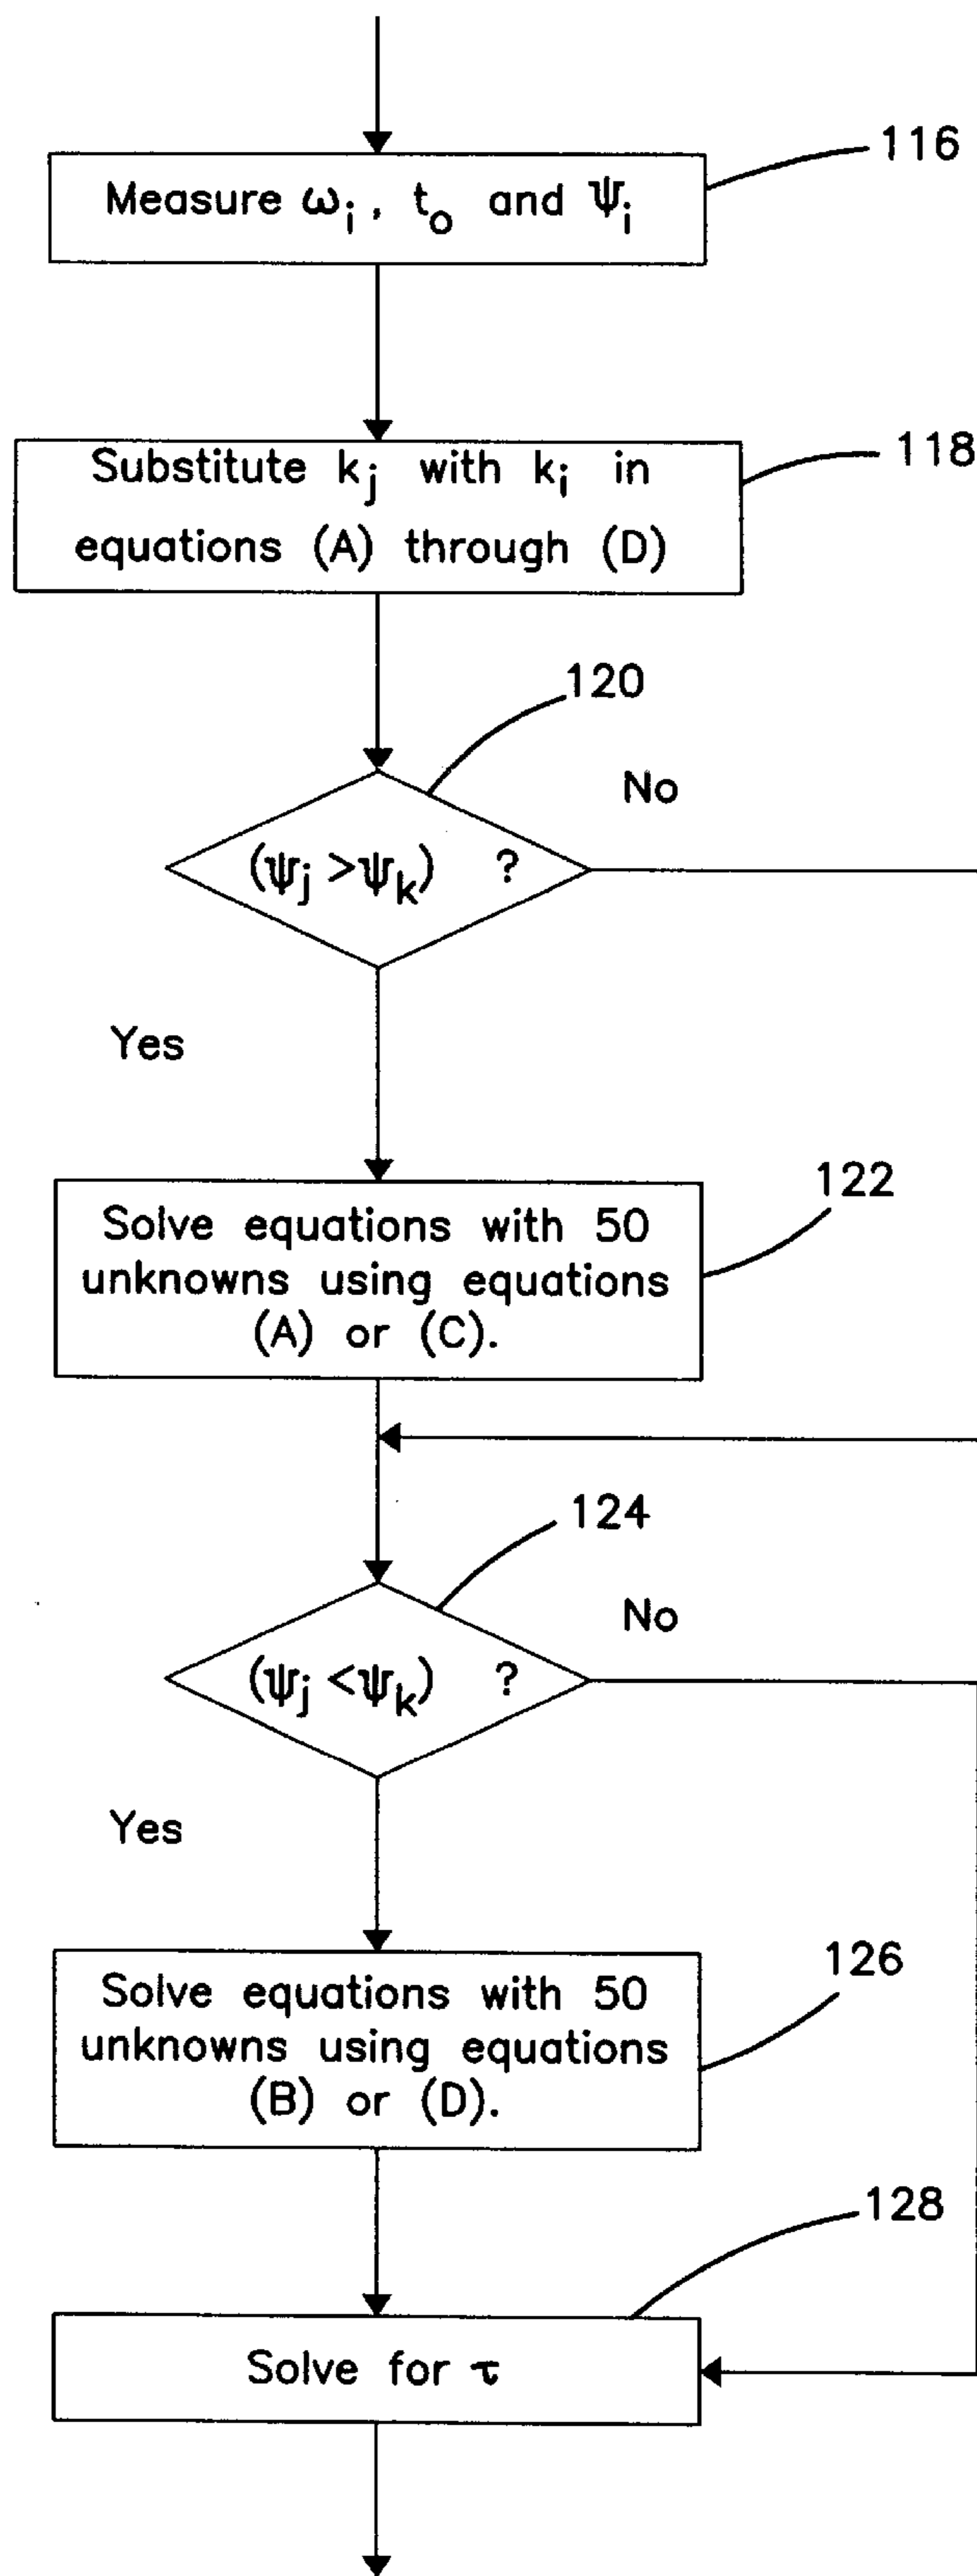 116
Measure ωi, to and Ψi
118
Substitute kj with ki in
equations (A) through (D)
120
No
(Ψj >Ψk) ?
Yes
122
Solve equations with 50
unknowns using equations
(A) or (C).
124
No
(Ψj <Ψk) ?
Yes
126
Solve equations with 50
unknowns using equations
(B) or (D).
128
Solve for τ